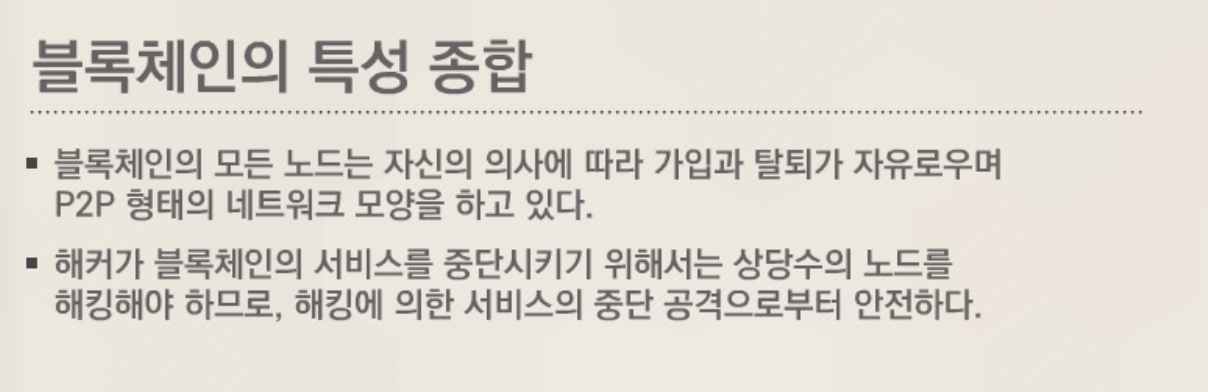 블록체인의 특성 종합
▪ 블록체인의 모든 노드는 자신의 의사에 따라 가입과 탈퇴가 자유로우며
P2P 형태의 네트워크 모양을 하고 있다.
▪ 해커가 블록체인의 서비스를 중단시키기 위해서는 상당수의 노드를
해킹해야 하므로, 해킹에 의한 서비스의 중단 공격으로부터 안전하다.